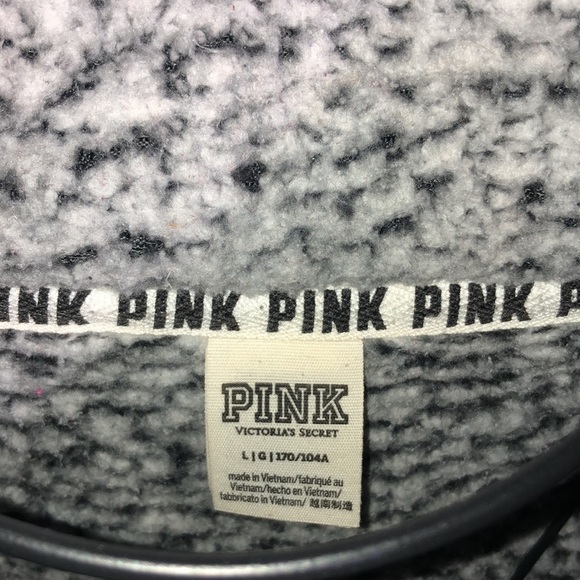 INK PINK PINK PINK P
PINK
VICTORIA'S SECRET
L | G | 170/104A
made in Vietnam/fabriqué au
Vietnam/hecho en Vietnam/
fabbricato in Vietnam/ 越南制造